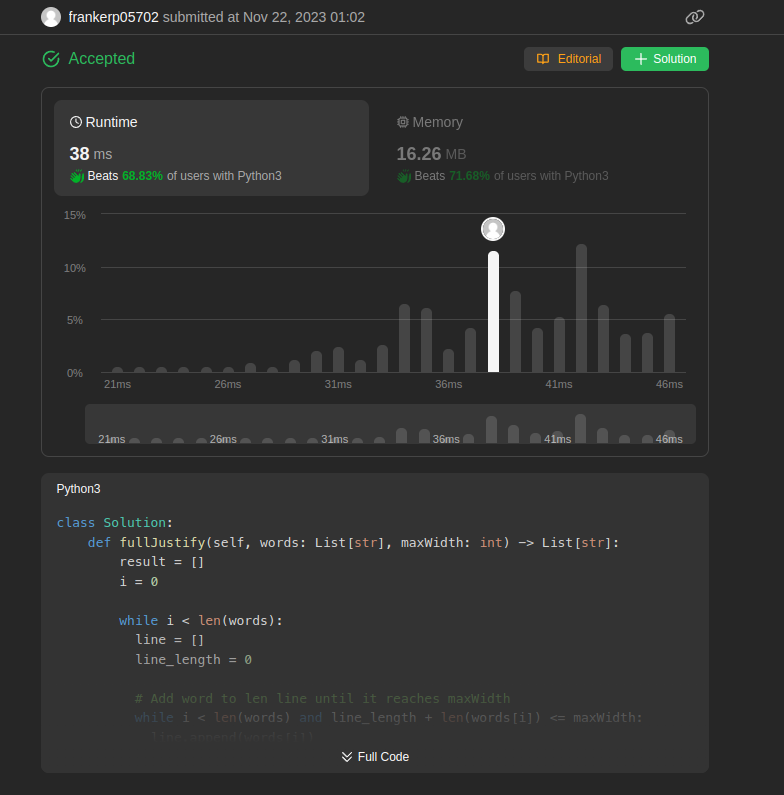 frankerp05702 submitted at Nov 22, 2023 01:02
Accepted
Editorial
Solution
Runtime
38 ms
Beats 68.83% of users with Python3
Memory
16.26 MB
Beats 71.68% of users with Python3
15%
10%
5%
0%
21ms 26ms 31ms 36ms 41ms 46ms
21ms 26ms 31ms 36ms 41ms 46ms
Python3
class Solution:
    def fullJustify(self, words: List[str], maxWidth: int) -> List[str]:
        result = []
        i = 0
        while i < len(words):
          line = []
          line_length = 0
          # Add word to len line until it reaches maxWidth
          while i < len(words) and line_length + len(words[i]) <= maxWidth:
            line.append(words[i])
Full Code